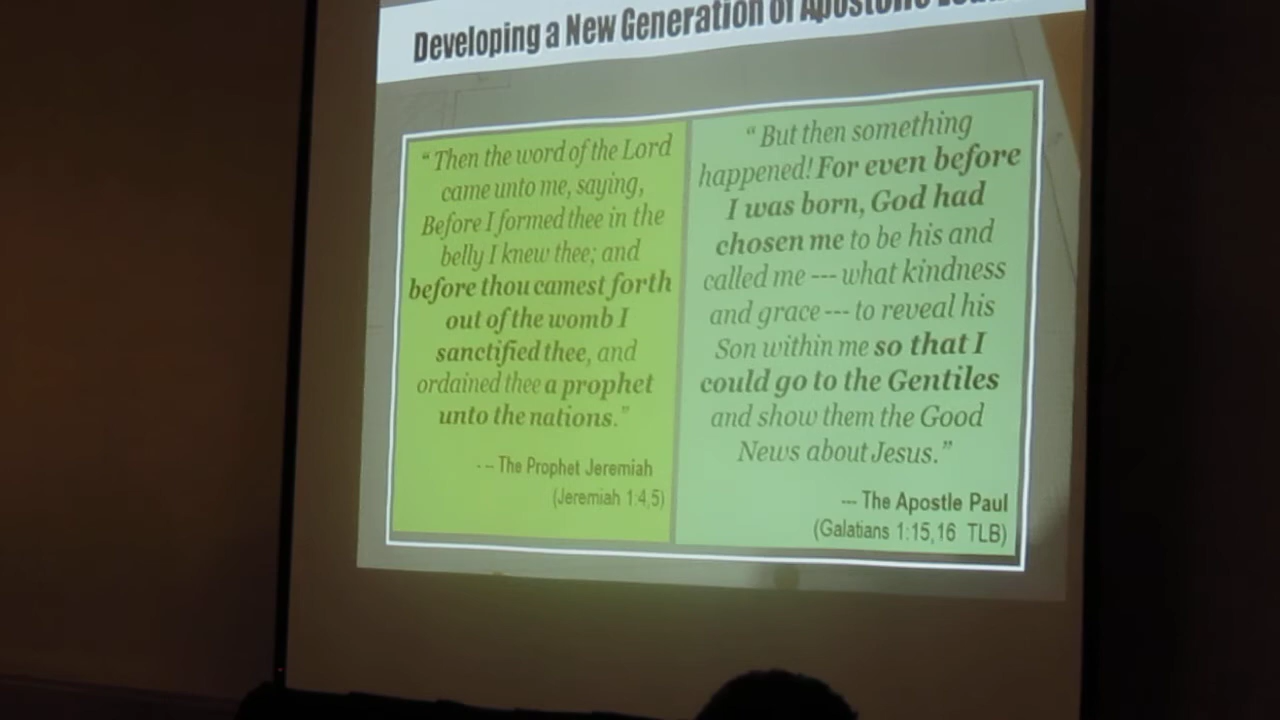 Developing a New Generation of Apostolic
“ Then the word of the Lord
came unto me, saying,
Before I formed thee in the
belly I knew thee; and
before thou camest forth
out of the womb I
sanctified thee, and
ordained thee a prophet
unto the nations.”
-- The Prophet Jeremiah
(Jeremiah 1:4,5)
“ But then something
happened! For even before
I was born, God had
chosen me to be his and
called me --- what kindness
and grace --- to reveal his
Son within me so that I
could go to the Gentiles
and show them the Good
News about Jesus.”
--- The Apostle Paul
(Galatians 1:15,16 TLB)